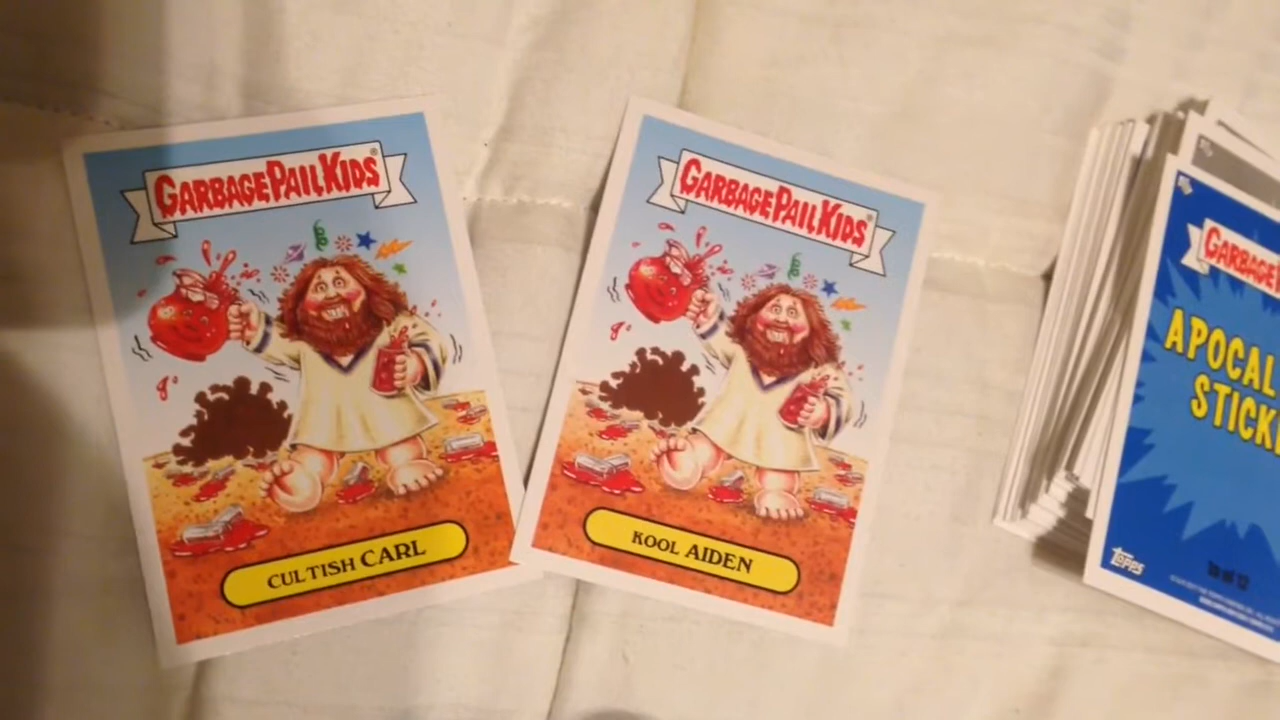 GARBAGE PAIL KIDS
CULTISH CARL
GARBAGE PAIL KIDS
KOOL AIDEN
GARBAGE
APOCAL
STICK
TOPPS